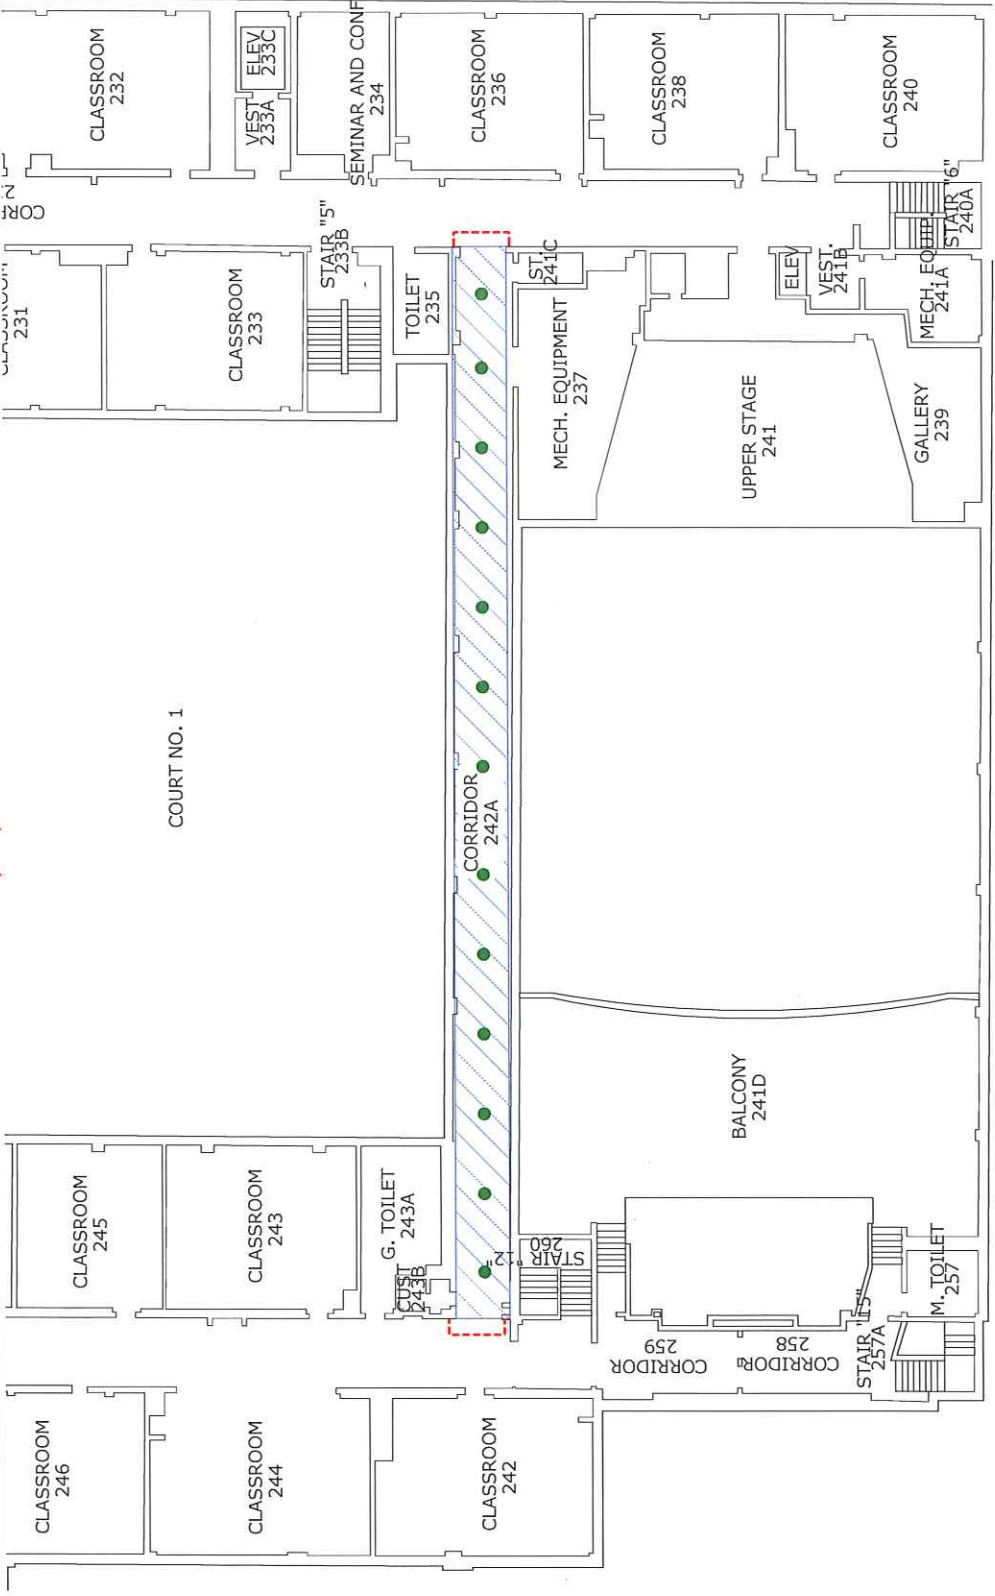 CLASSROOM
232
ELEV
233C
VEST
233A
SEMINAR AND CONF
234
CLASSROOM
236
CLASSROOM
238
CLASSROOM
240
STAIR "6"
240A
STAIR "5"
233B
CLASSROOM
231
CLASSROOM
233
TOILET
235
ST.
241C
MECH. EQUIPMENT
237
ELEV
VEST.
241B
MECH. EQUIP.
241A
UPPER STAGE
241
GALLERY
239
COURT NO. 1
CORRIDOR
242A
BALCONY
241D
CLASSROOM
245
CLASSROOM
243
G. TOILET
243A
CUST
243B
STAIR "12"
260
M. TOILET
257
STAIR "15"
257A
CORRIDOR
259
CORRIDOR
258
CLASSROOM
246
CLASSROOM
244
CLASSROOM
242